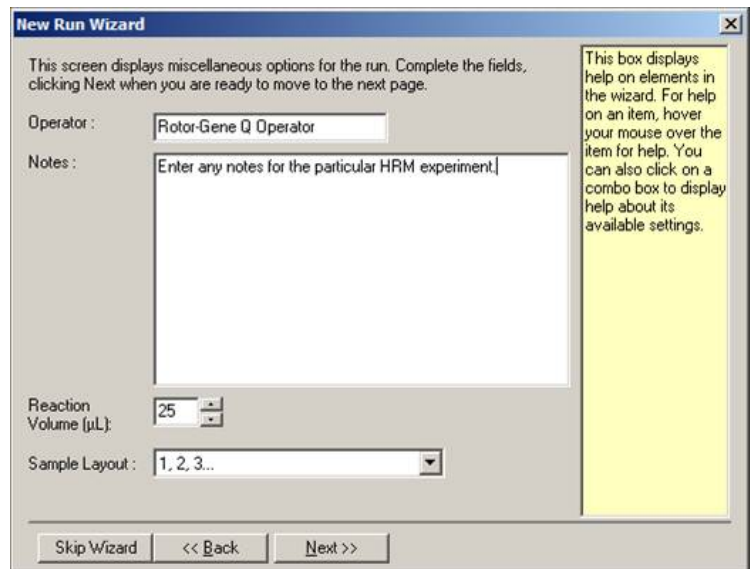 New Run Wizard
This screen displays miscellaneous options for the run. Complete the fields,
clicking Next when you are ready to move to the next page.
Operator :
Rotor-Gene Q Operator
Notes :
Enter any notes for the particular HRM experiment.
Reaction
Volume (µL):
25
Sample Layout :
1, 2, 3...
This box displays
help on elements in
the wizard. For help
on an item, hover
your mouse over the
item for help. You
can also click on a
combo box to display
help about its
available settings.
Skip Wizard
<< Back
Next >>